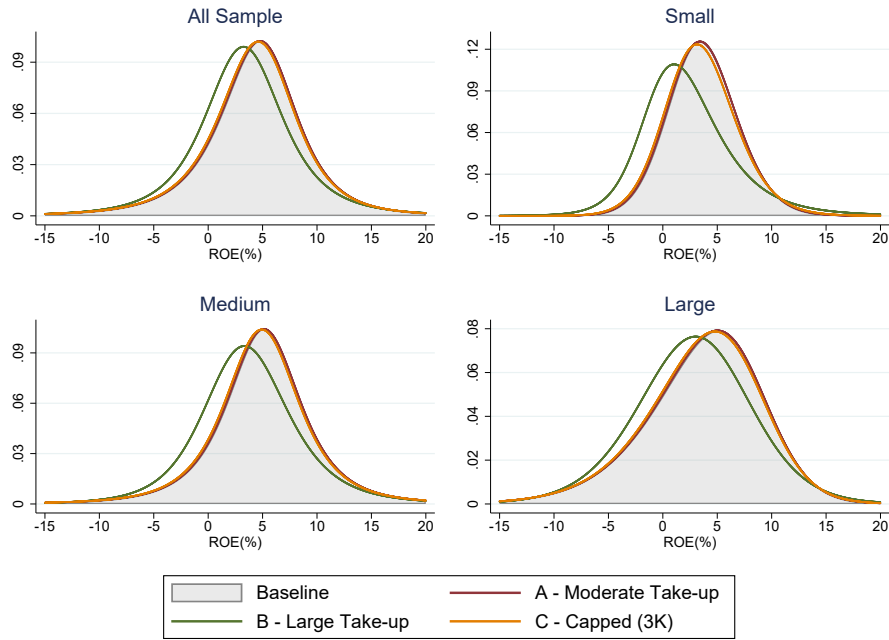 All Sample
.09
.06
.03
0
-15 -10 -5 0 5 10 15 20
ROE(%)
Small
.12
.09
.06
.03
0
-15 -10 -5 0 5 10 15 20
ROE(%)
Medium
.09
.06
.03
0
-15 -10 -5 0 5 10 15 20
ROE(%)
Large
.08
.06
.04
.02
0
-15 -10 -5 0 5 10 15 20
ROE(%)
Baseline
A - Moderate Take-up
B - Large Take-up
C - Capped (3K)